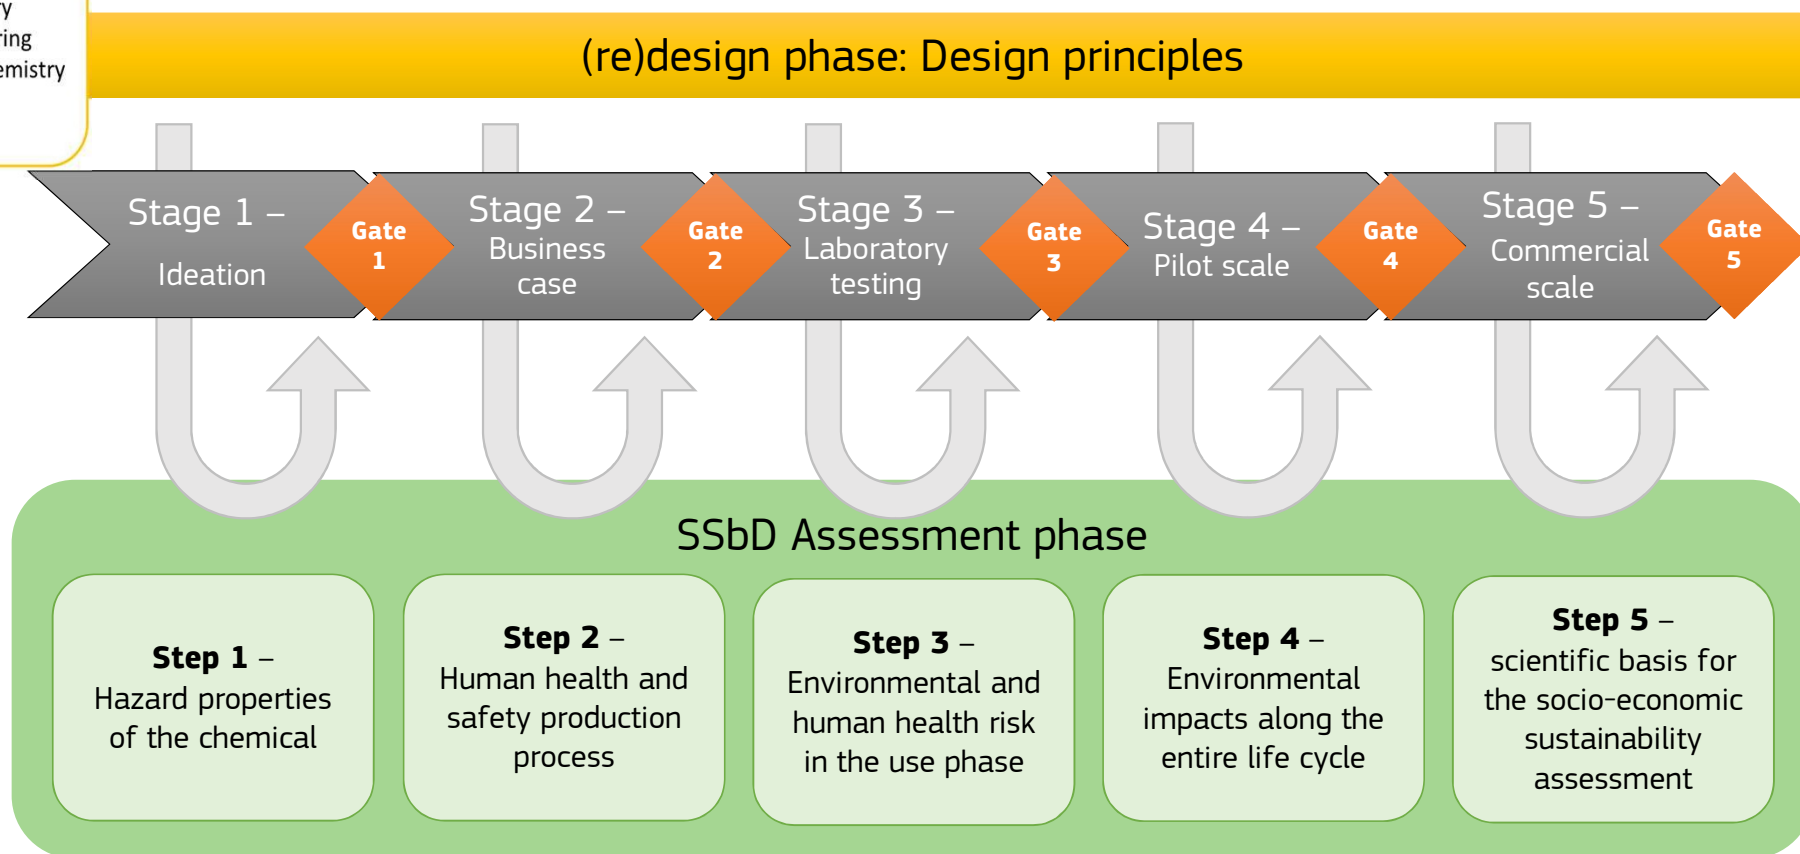 ry
ring
emistry
(re)design phase: Design principles
Stage 1 –
Ideation
Gate
1
Stage 2 –
Business
case
Gate
2
Stage 3 –
Laboratory
testing
Gate
3
Stage 4 –
Pilot scale
Gate
4
Stage 5 –
Commercial
scale
Gate
5
SSbD Assessment phase
Step 1 –
Hazard properties
of the chemical
Step 2 –
Human health and
safety production
process
Step 3 –
Environmental and
human health risk
in the use phase
Step 4 –
Environmental
impacts along the
entire life cycle
Step 5 –
scientific basis for
the socio-economic
sustainability
assessment